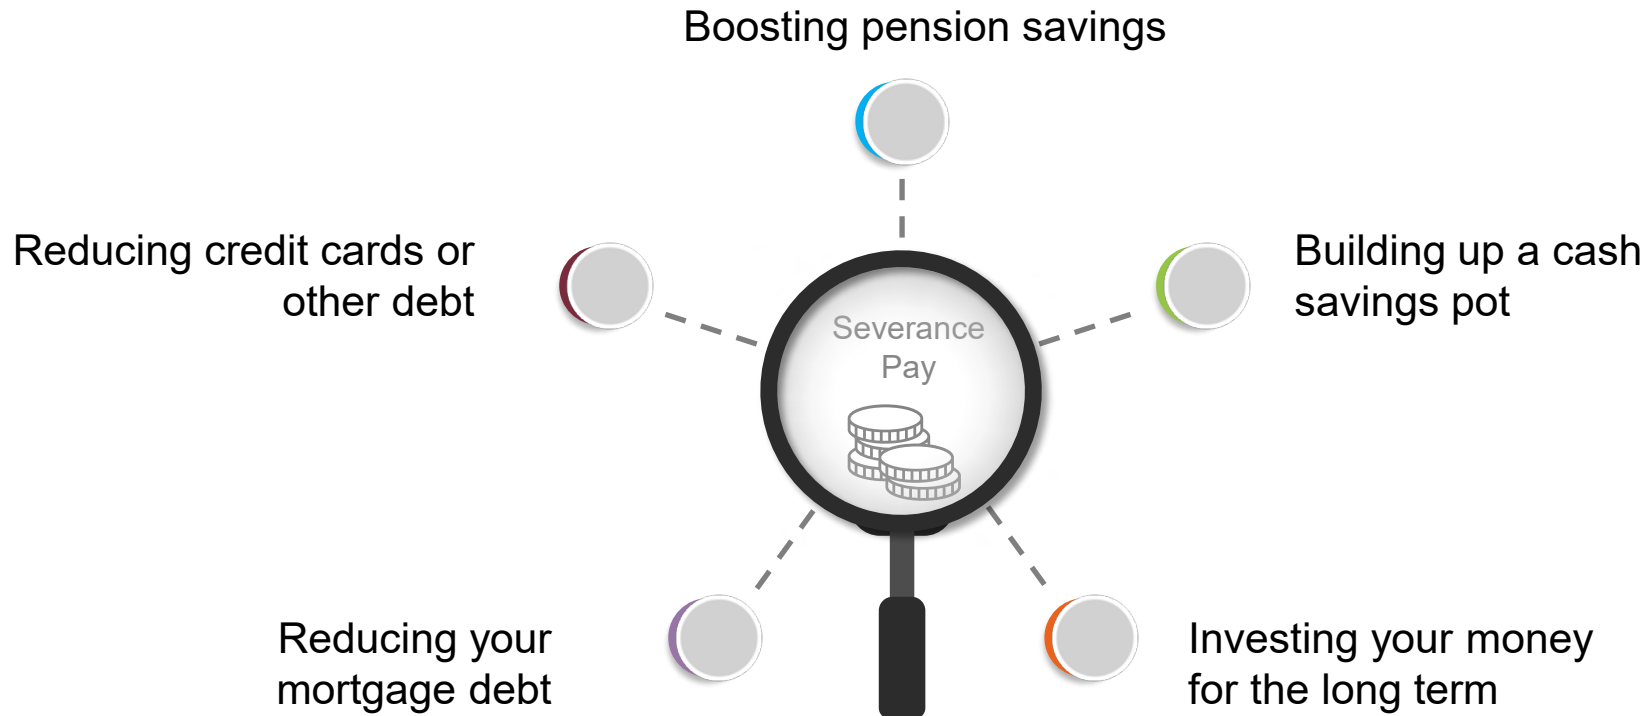 Boosting pension savings
Reducing credit cards or
other debt
Building up a cash
savings pot
Severance
Pay
Reducing your
mortgage debt
Investing your money
for the long term